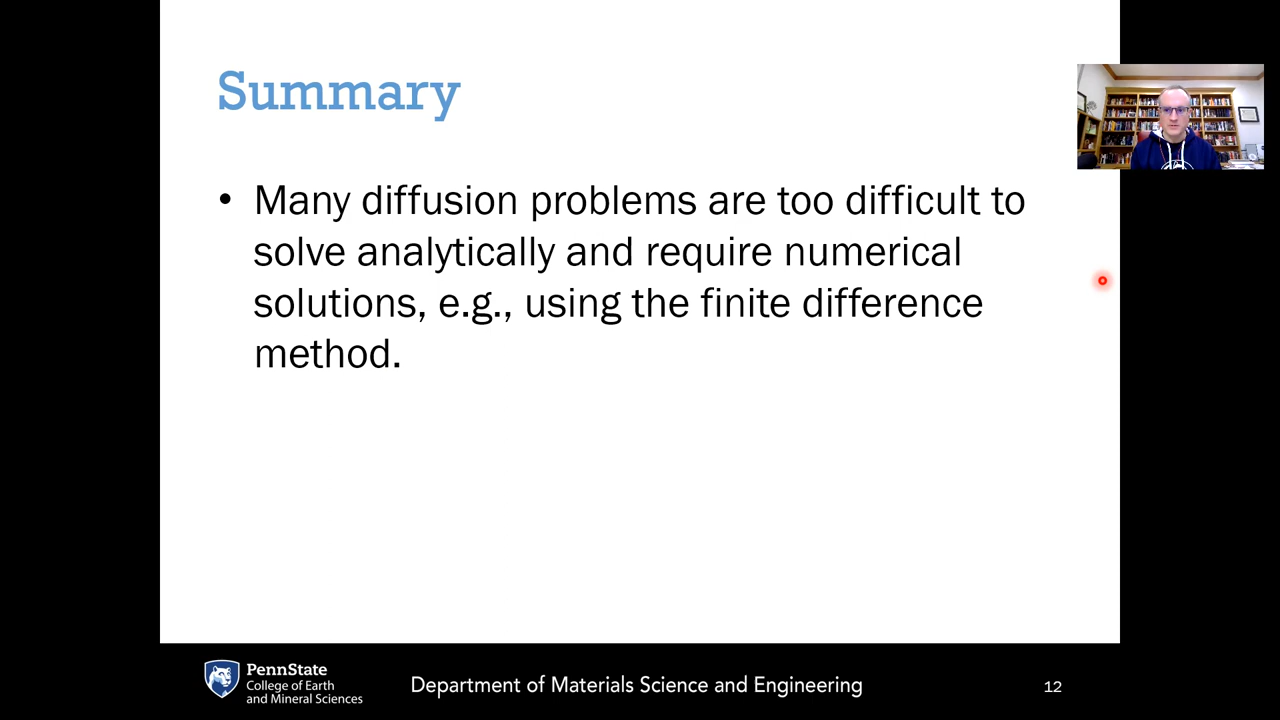 Summary
• Many diffusion problems are too difficult to
solve analytically and require numerical
solutions, e.g., using the finite difference
method.
PennState
College of Earth
and Mineral Sciences
Department of Materials Science and Engineering
12